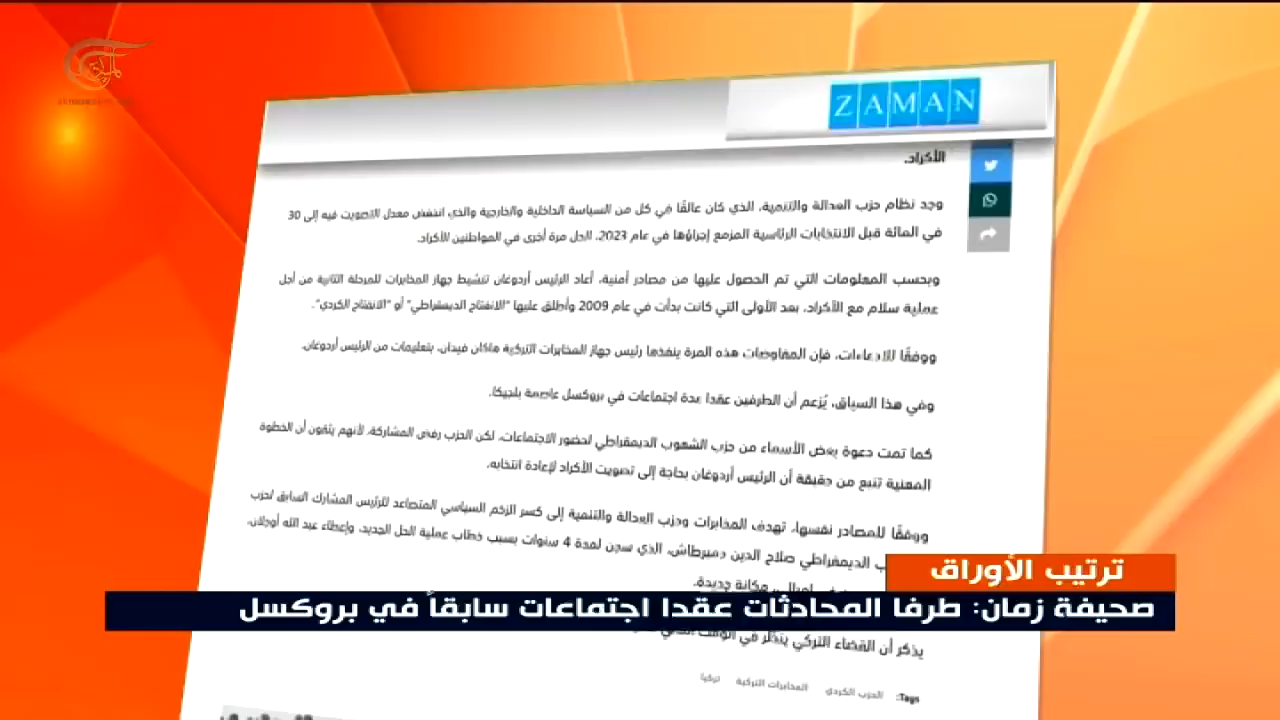 ZAMAN
الأكراد.
وجد نظام حزب العدالة والتنمية، الذي كان عالقًا في كل من السياسة الداخلية والخارجية والذي انخفض معدل التصويت فيه إلى 30
في المائة قبل الانتخابات الرئاسية المزمع إجراؤها في عام 2023، الحل مرة أخرى في المواطنين الأكراد.
وبحسب المعلومات التي تم الحصول عليها من مصادر أمنية، أعاد الرئيس أردوغان تنشيط جهاز المخابرات للمرحلة الثانية من أجل
عملية سلام مع الأكراد، بعد الأولى التي كانت بدأت في عام 2009 وأطلق عليها "الانفتاح الديمقراطي" أو "الانفتاح الكردي".
ووفقًا للادعاءات، فإن المفاوضات هذه المرة ينفذها رئيس جهاز المخابرات التركية هاكان فيدان، بتعليمات من الرئيس أردوغان.
وفي هذا السياق، يُزعم أن الطرفين عقدا عدة اجتماعات في بروكسل عاصمة بلجيكا.
كما تمت دعوة بعض الأسماء من حزب الشعوب الديمقراطي لحضور الاجتماعات، لكن الحزب رفض المشاركة، لأنهم يثقون أن الخطوة
المعنية تنبع من حقيقة أن الرئيس أردوغان بحاجة إلى تصويت الأكراد لإعادة انتخابه.
ووفقًا للمصادر نفسها، تهدف المخابرات وحزب العدالة والتنمية إلى كسر الزخم السياسي المتصاعد للرئيس المشارك السابق لحزب
الديمقراطي صلاح الدين دميرطاش، الذي سجن لمدة 4 سنوات بسبب خطاب عملية الحل الجديد، وإعطاء عبد الله أوجلان،
مكانة جديدة.
ترتيب الأوراق
صحيفة زمان: طرفا المحادثات عقدا اجتماعات سابقاً في بروكسل
يذكر أن القضاء التركي ينظر في الوقت
Tags: الحزب الكردي المخابرات التركية تركيا